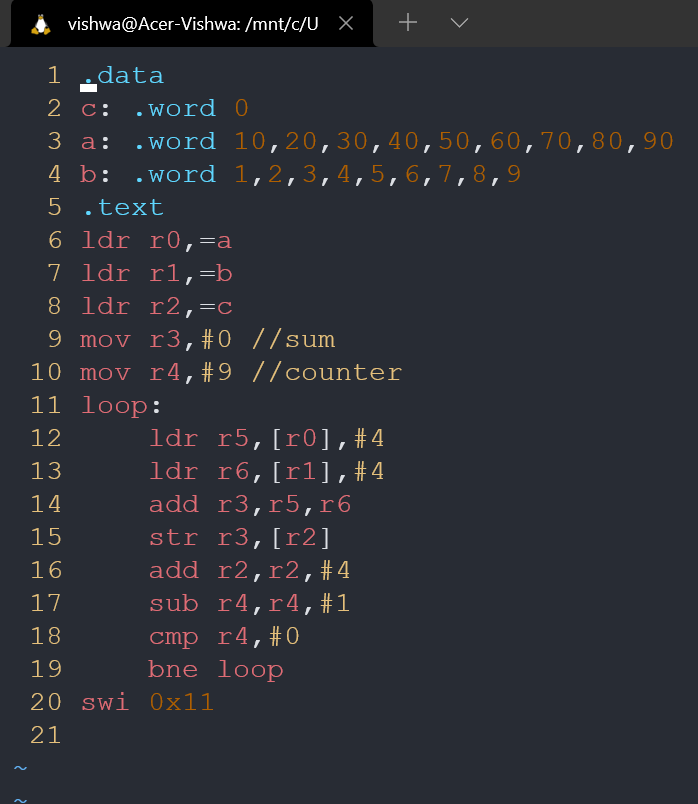 vishwa@Acer-Vishwa: /mnt/c/U
1 .data
2 c: .word 0
3 a: .word 10,20,30,40,50,60,70,80,90
4 b: .word 1,2,3,4,5,6,7,8,9
5 .text
6 ldr r0,=a
7 ldr r1,=b
8 ldr r2,=c
9 mov r3,#0 //sum
10 mov r4,#9 //counter
11 loop:
12     ldr r5,[r0],#4
13     ldr r6,[r1],#4
14     add r3,r5,r6
15     str r3,[r2]
16     add r2,r2,#4
17     sub r4,r4,#1
18     cmp r4,#0
19     bne loop
20 swi 0x11
21
~
~